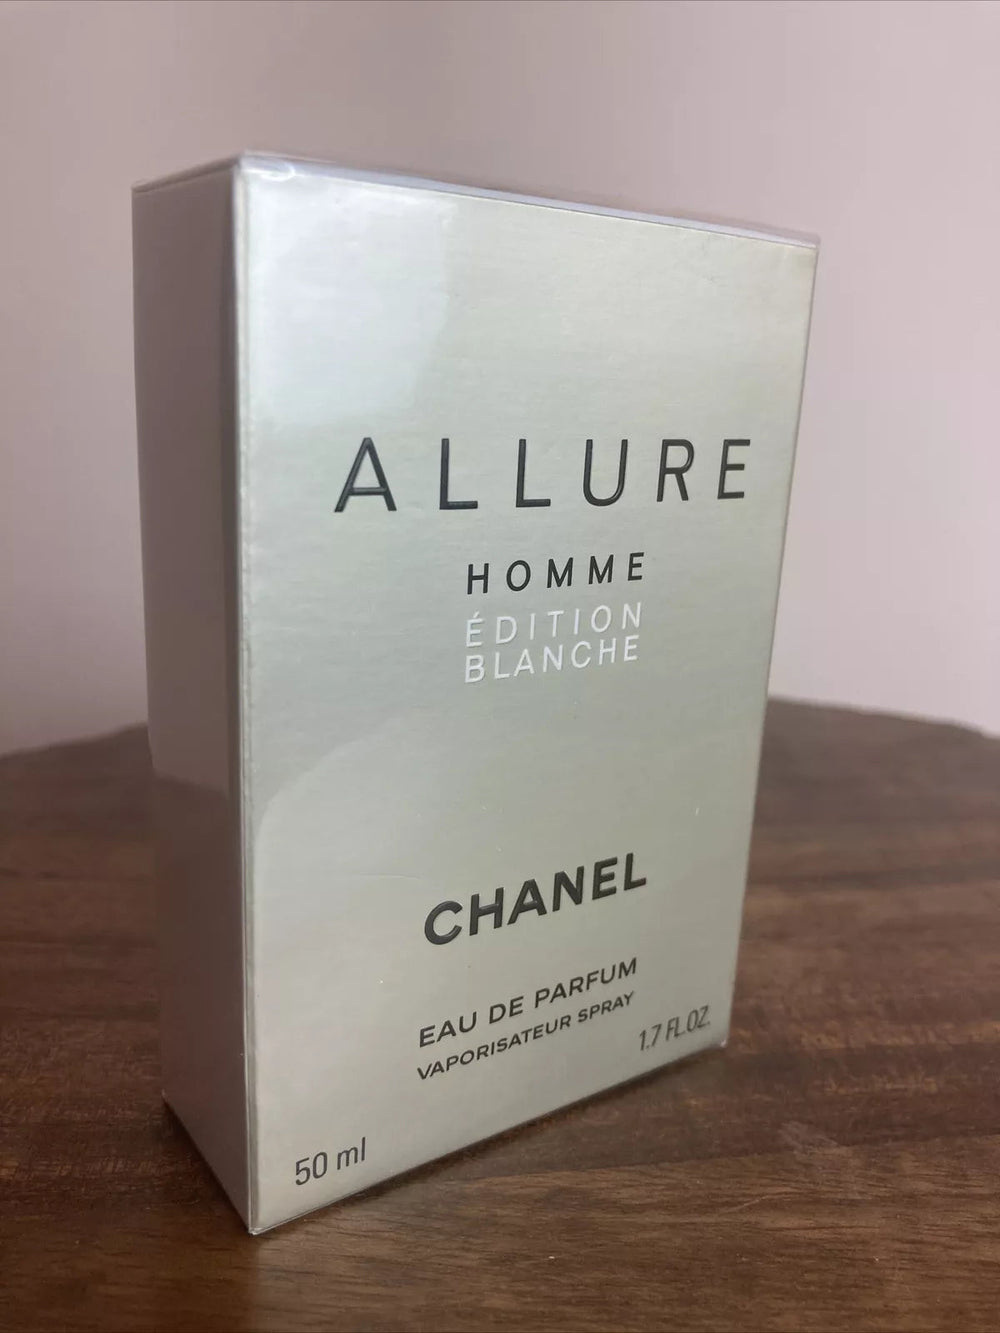 ALLURE
HOMME
ÉDITION
BLANCHE
CHANEL
EAU DE PARFUM
VAPORISATEUR SPRAY
1.7 FL.OZ.
50 ml